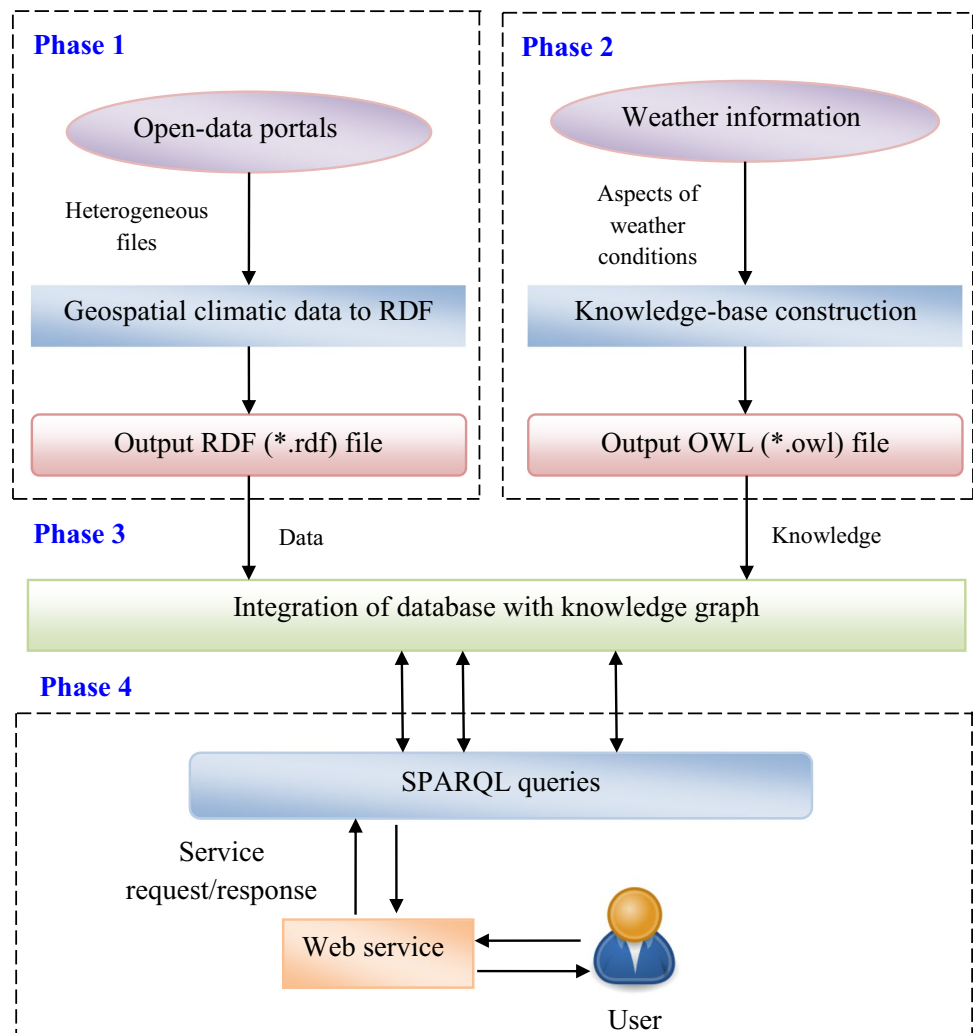 Phase 1
Open-data portals
Heterogeneous
files
Geospatial climatic data to RDF
Output RDF (*.rdf) file
Phase 2
Weather information
Aspects of
weather
conditions
Knowledge-base construction
Output OWL (*.owl) file
Phase 3
Data
Knowledge
Integration of database with knowledge graph
Phase 4
SPARQL queries
Service
request/response
Web service
User